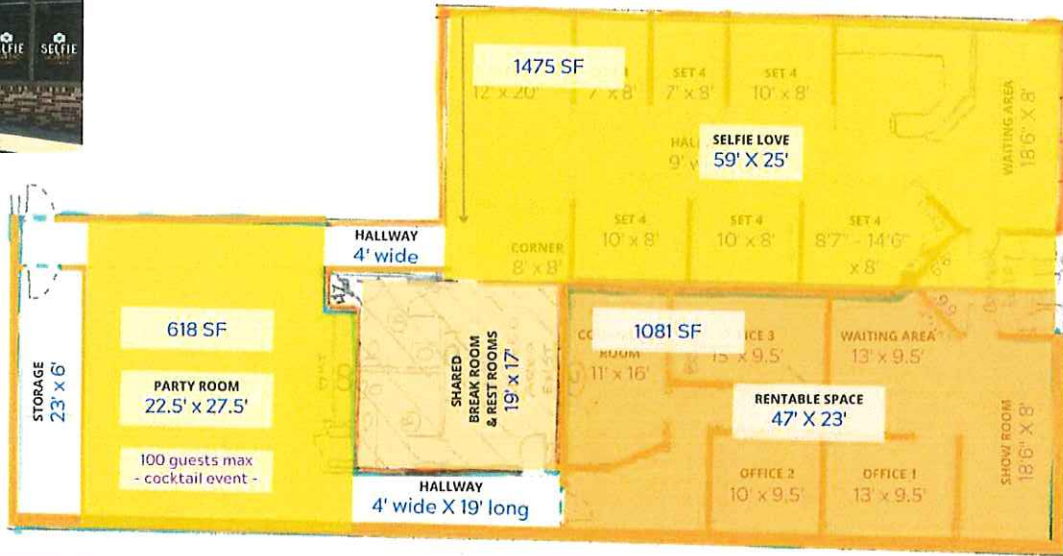 SELFIE
1475 SF
12' x 20'
7' x 8'
SET 4
7' x 8'
SET 4
10' x 8'
WAITING AREA
18'6" X 8'
SELFIE LOVE
59' X 25'
SET 4
10' x 8'
SET 4
10' x 8'
SET 4
8'7" - 14'6"
x 8'
CORNER
8' x 8'
HALLWAY
4' wide
STORAGE
23' x 6'
618 SF
PARTY ROOM
22.5' x 27.5'
100 guests max
- cocktail event -
SHARED
BREAK ROOM
& REST ROOMS
19' x 17'
HALLWAY
4' wide X 19' long
1081 SF
ROOM
11' x 16'
15' x 9.5'
WAITING AREA
13' x 9.5'
RENTABLE SPACE
47' X 23'
OFFICE 2
10' x 9.5'
OFFICE 1
13' x 9.5'
SHOW ROOM
18'6" X 8'